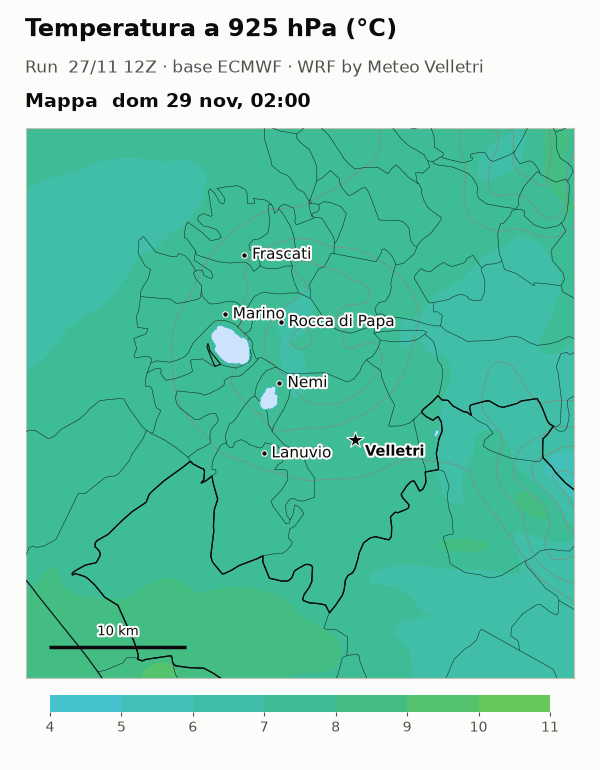 Temperatura a 925 hPa (°C)
Run  27/11 12Z · base ECMWF · WRF by Meteo Velletri
Mappa  dom 29 nov, 02:00
Frascati
Marino
Rocca di Papa
Nemi
Velletri
Lanuvio
10 km
4 5 6 7 8 9 10 11